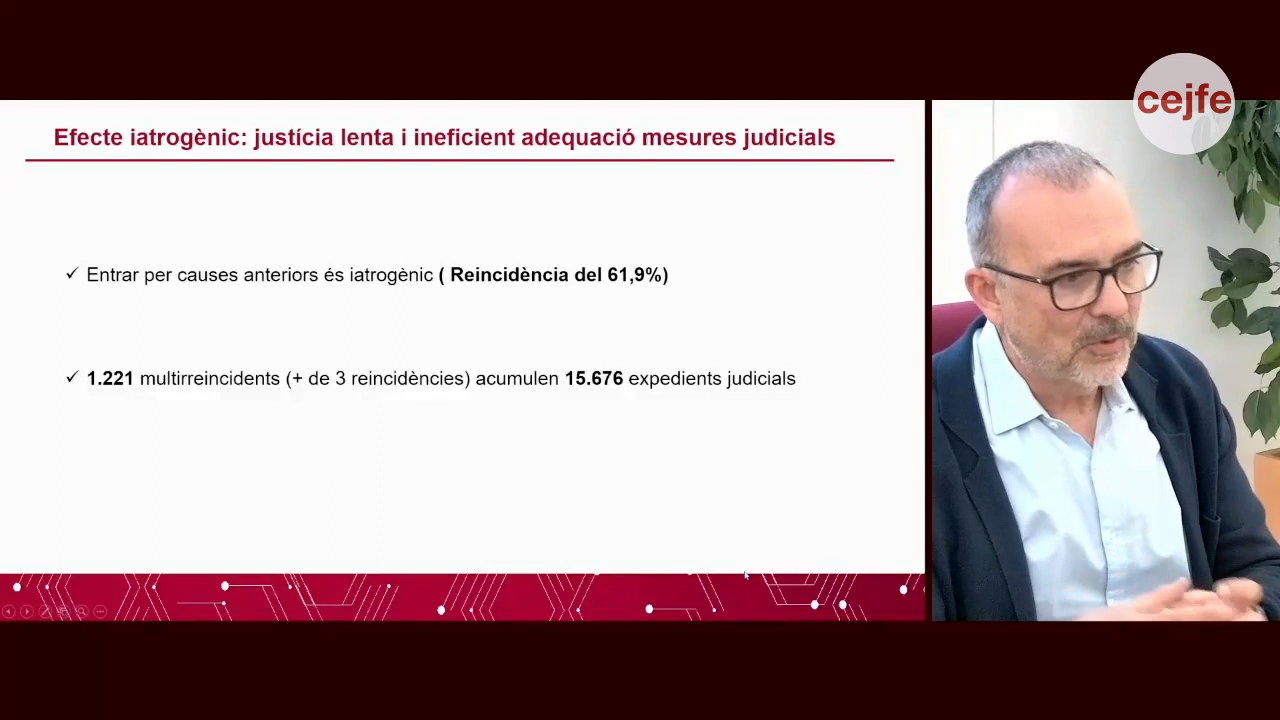 cejfe
Efecte iatrogènic: justícia lenta i ineficient adequació mesures judicials
✓ Entrar per causes anteriors és iatrogènic ( Reincidència del 61,9%)
✓ 1.221 multirreincidents (+ de 3 reincidències) acumulen 15.676 expedients judicials